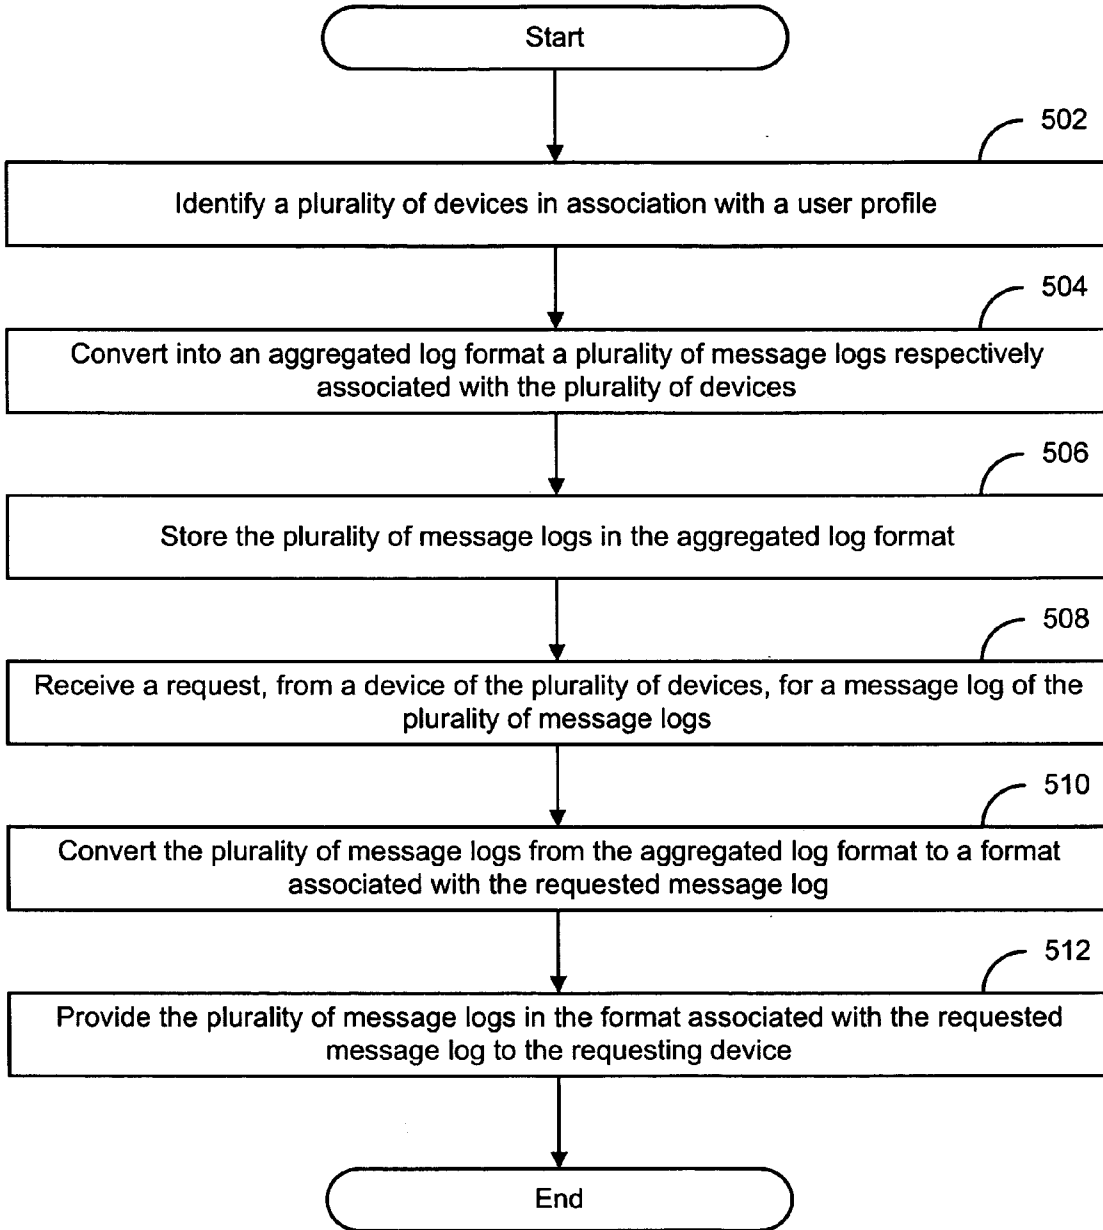 Start
502
Identify a plurality of devices in association with a user profile
504
Convert into an aggregated log format a plurality of message logs respectively
associated with the plurality of devices
506
Store the plurality of message logs in the aggregated log format
508
Receive a request, from a device of the plurality of devices, for a message log of the
plurality of message logs
510
Convert the plurality of message logs from the aggregated log format to a format
associated with the requested message log
512
Provide the plurality of message logs in the format associated with the requested
message log to the requesting device
End